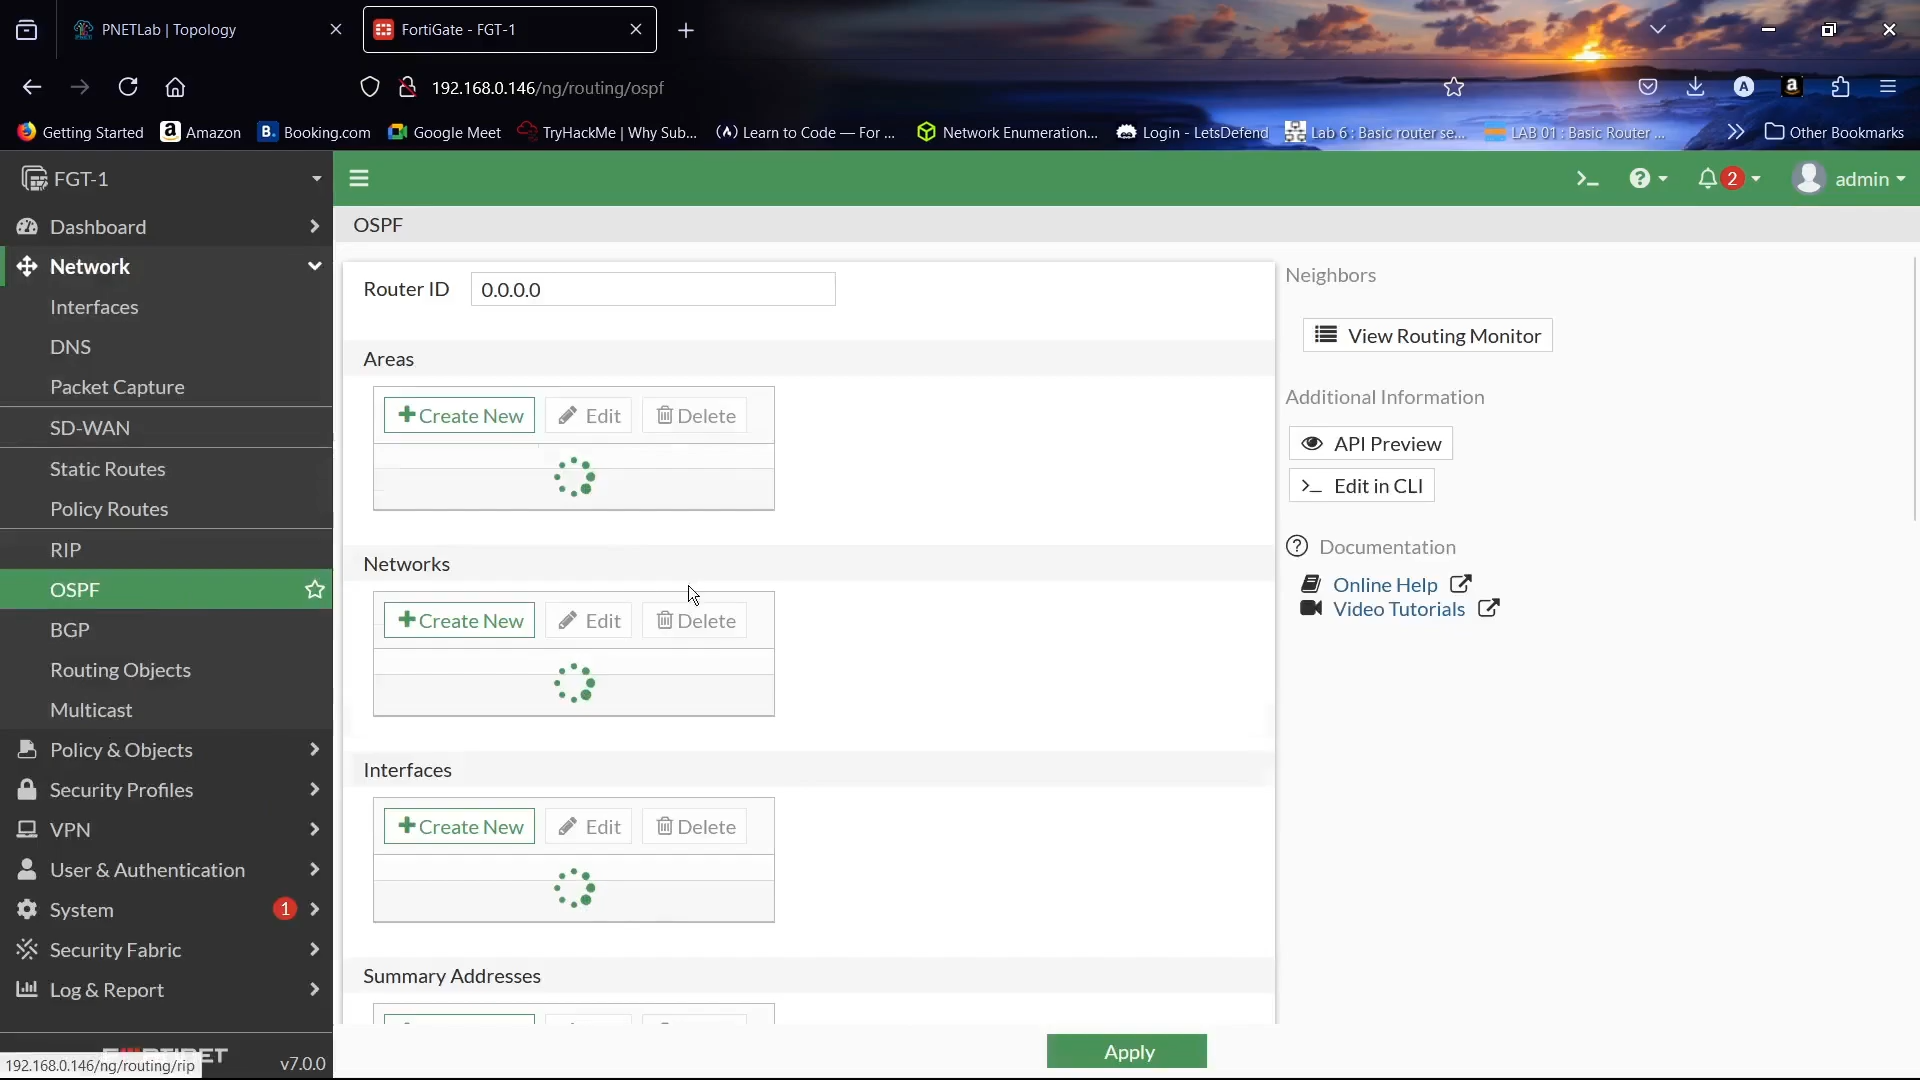 PNETLab | Topology
FortiGate - FGT-1
192.168.0.146/ng/routing/ospf
Getting Started
Amazon
Booking.com
Google Meet
TryHackMe | Why Sub...
Learn to Code — For ...
Network Enumeration...
Login - LetsDefend
Lab 6 : Basic router se...
LAB 01 : Basic Router ...
Other Bookmarks
FGT-1
2
admin
Dashboard
Network
Interfaces
DNS
Packet Capture
SD-WAN
Static Routes
Policy Routes
RIP
OSPF
BGP
Routing Objects
Multicast
Policy & Objects
Security Profiles
VPN
User & Authentication
System 1
Security Fabric
Log & Report
192.168.0.146/ng/routing/rip
v7.0.0
OSPF
Router ID 0.0.0.0
Areas
Create New Edit Delete
Networks
Create New Edit Delete
Interfaces
Create New Edit Delete
Summary Addresses
Apply
Neighbors
View Routing Monitor
Additional Information
API Preview
Edit in CLI
Documentation
Online Help
Video Tutorials